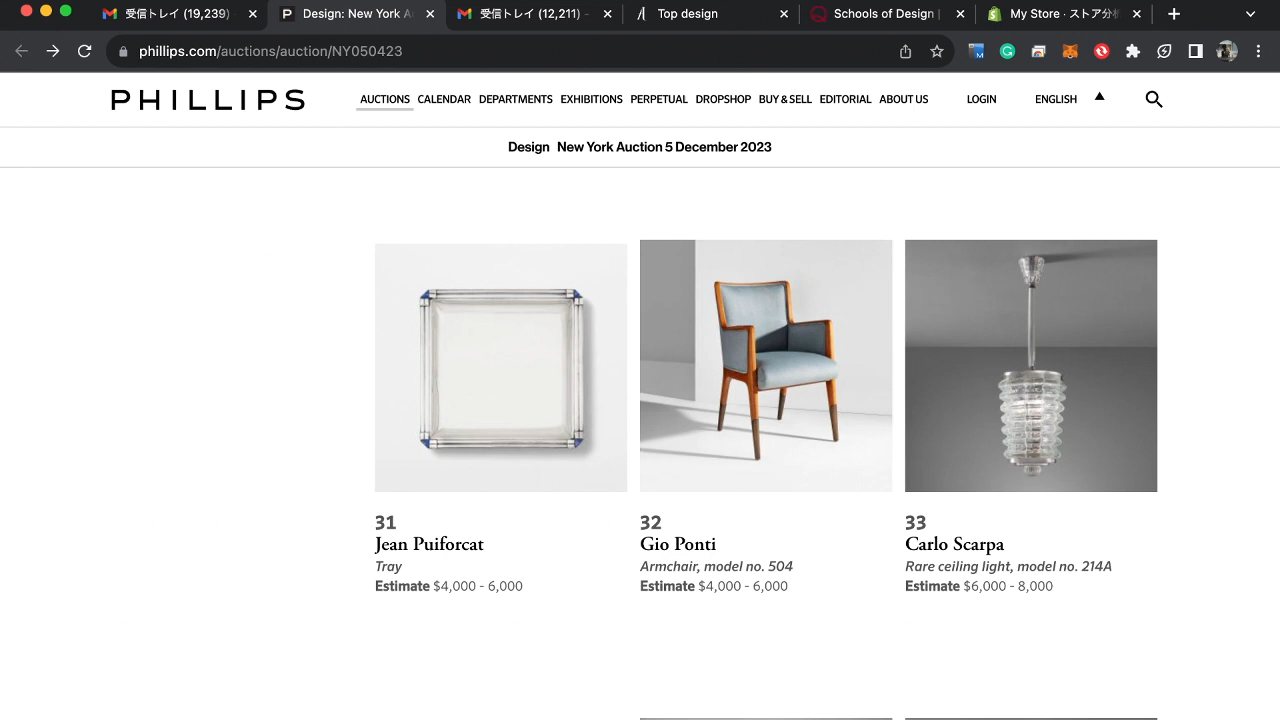 受信トレイ (19,239)
Design: New York A
受信トレイ (12,211) -
Top design
Schools of Design |
My Store · ストア分析
phillips.com/auctions/auction/NY050423
PHILLIPS
AUCTIONS CALENDAR DEPARTMENTS EXHIBITIONS PERPETUAL DROPSHOP BUY & SELL EDITORIAL ABOUT US LOGIN ENGLISH
Design New York Auction 5 December 2023
31
Jean Puiforcat
Tray
Estimate $4,000 - 6,000
32
Gio Ponti
Armchair, model no. 504
Estimate $4,000 - 6,000
33
Carlo Scarpa
Rare ceiling light, model no. 214A
Estimate $6,000 - 8,000